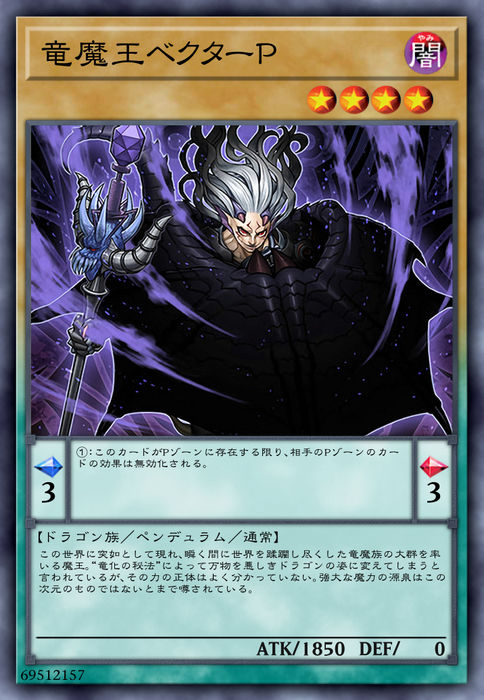 竜魔王ベクターP
やみ
闇
①:このカードがPゾーンに存在する限り、相手のPゾーンのカー
ドの効果は無効化される。
3
3
【ドラゴン族／ペンデュラム／通常】
この世界に突如として現れ、瞬く間に世界を蹂躙し尽くした竜魔族の大群を率
いる魔王。“竜化の秘法”によって万物を悪しきドラゴンの姿に変えてしまうと
言われているが、その力の正体はよく分かっていない。強大な魔力の源泉はこの
次元のものではないとまで噂されている。
ATK/1850 DEF/ 0
69512157